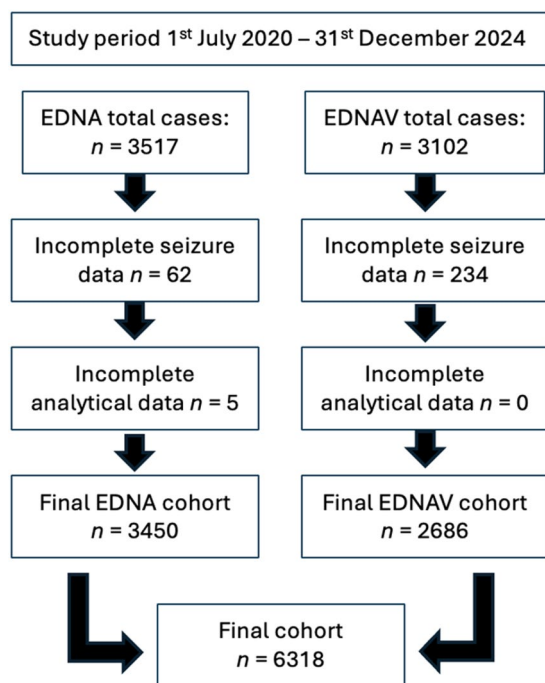 Study period 1st July 2020 – 31st December 2024
EDNA total cases:
n = 3517
EDNAV total cases:
n = 3102
Incomplete seizure
data n = 62
Incomplete seizure
data n = 234
Incomplete
analytical data n = 5
Incomplete
analytical data n = 0
Final EDNA cohort
n = 3450
Final EDNAV cohort
n = 2686
Final cohort
n = 6318